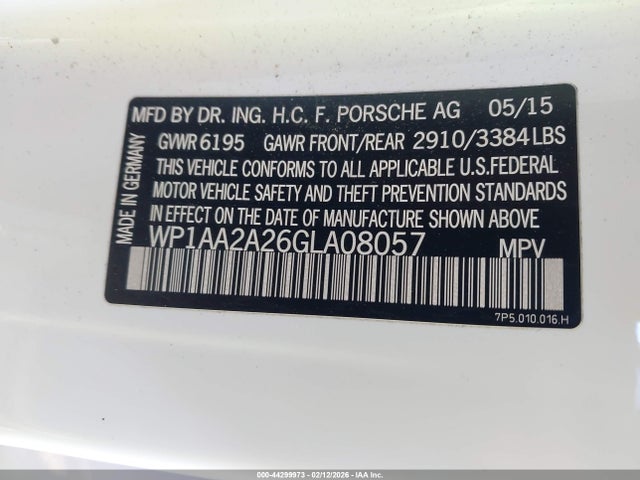 MFD BY DR. ING. H.C. F. PORSCHE AG 05/15
GVWR 6195 GAWR FRONT/REAR 2910/3384 LBS
THIS VEHICLE CONFORMS TO ALL APPLICABLE U.S. FEDERAL
MOTOR VEHICLE SAFETY AND THEFT PREVENTION STANDARDS
IN EFFECT ON THE DATE OF MANUFACTURE SHOWN ABOVE.
WP1AA2A26GLA08057 MPV
7P5.010.016.H
MADE IN GERMANY
000-44299973 - 02/12/2026 - IAA Inc.